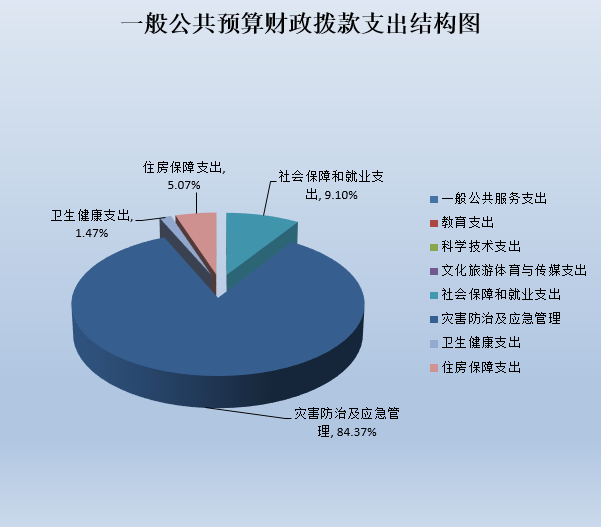 一般公共预算财政拨款支出结构图
住房保障支出,
5.07%
社会保障和就业支
出, 9.10%
卫生健康支出,
1.47%
灾害防治及应急管
理, 84.37%
一般公共服务支出
教育支出
科学技术支出
文化旅游体育与传媒支出
社会保障和就业支出
灾害防治及应急管理
卫生健康支出
住房保障支出